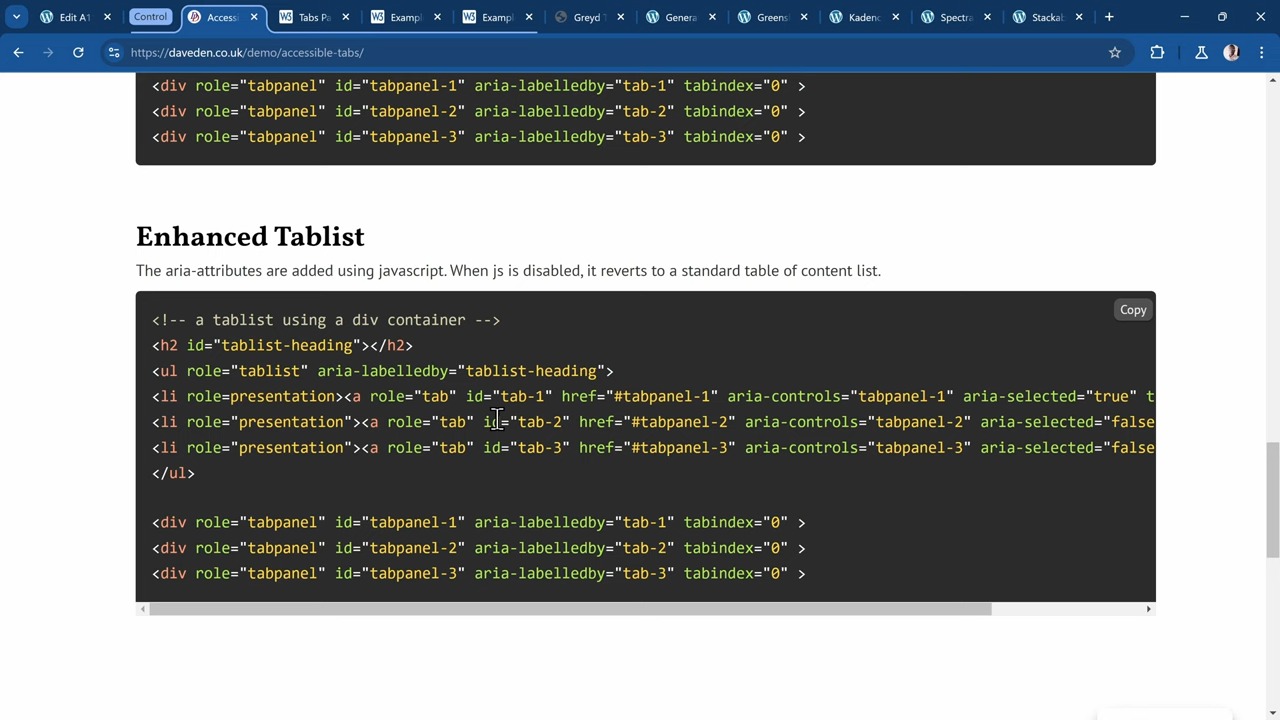 Edit A1
Control
Accessi
Tabs Pa
Exampl
Exampl
Greyd T
Genera
Greens
Kadenc
Spectra
Stackab
https://daveden.co.uk/demo/accessible-tabs/
<div role="tabpanel" id="tabpanel-1" aria-labelledby="tab-1" tabindex="0" >
<div role="tabpanel" id="tabpanel-2" aria-labelledby="tab-2" tabindex="0" >
<div role="tabpanel" id="tabpanel-3" aria-labelledby="tab-3" tabindex="0" >
Enhanced Tablist
The aria-attributes are added using javascript. When js is disabled, it reverts to a standard table of content list.
Copy
<!-- a tablist using a div container -->
<h2 id="tablist-heading"></h2>
<ul role="tablist" aria-labelledby="tablist-heading">
<li role=presentation><a role="tab" id="tab-1" href="#tabpanel-1" aria-controls="tabpanel-1" aria-selected="true" t
<li role="presentation"><a role="tab" id="tab-2" href="#tabpanel-2" aria-controls="tabpanel-2" aria-selected="false
<li role="presentation"><a role="tab" id="tab-3" href="#tabpanel-3" aria-controls="tabpanel-3" aria-selected="false
</ul>
<div role="tabpanel" id="tabpanel-1" aria-labelledby="tab-1" tabindex="0" >
<div role="tabpanel" id="tabpanel-2" aria-labelledby="tab-2" tabindex="0" >
<div role="tabpanel" id="tabpanel-3" aria-labelledby="tab-3" tabindex="0" >